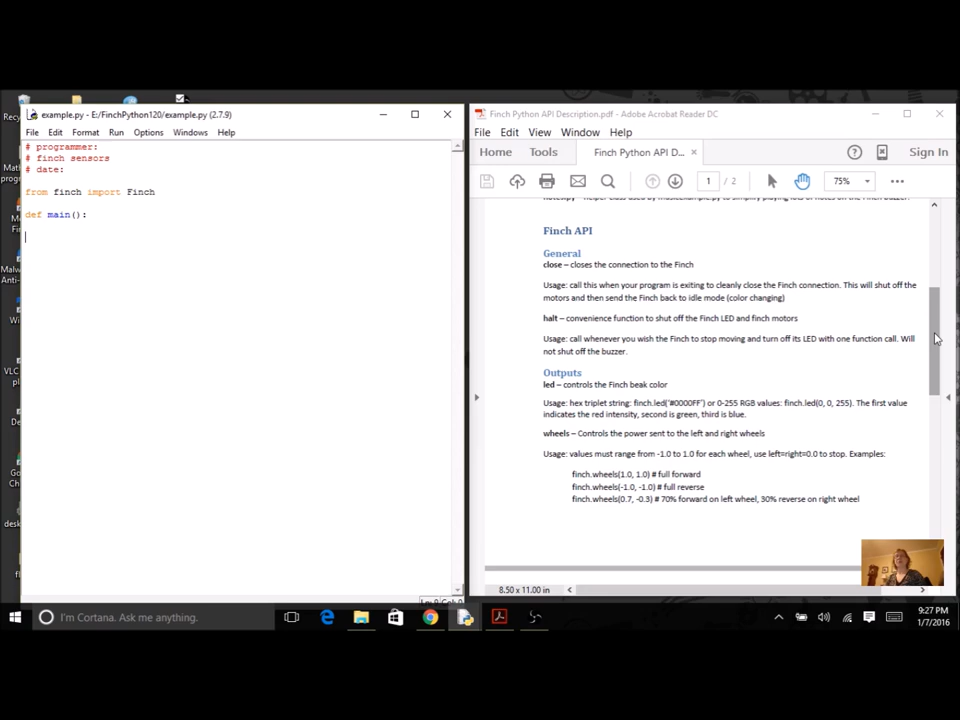 example.py - E:/FinchPython120/example.py (2.7.9)
File Edit Format Run Options Windows Help
# programmer:
# finch sensors
# date:
from finch import Finch
def main():
Finch Python API Description.pdf - Adobe Acrobat Reader DC
File Edit View Window Help
Home Tools Finch Python API D... × Sign In
1 / 2 75%
Finch API
General
close – closes the connection to the Finch
Usage: call this when your program is exiting to cleanly close the Finch connection. This will shut off the
motors and then send the Finch back to idle mode (color changing)
halt – convenience function to shut off the Finch LED and finch motors
Usage: call whenever you wish the Finch to stop moving and turn off its LED with one function call. Will
not shut off the buzzer.
Outputs
led – controls the Finch beak color
Usage: hex triplet string: finch.led('#0000FF') or 0-255 RGB values: finch.led(0, 0, 255). The first value
indicates the red intensity, second is green, third is blue.
wheels – Controls the power sent to the left and right wheels
Usage: values must range from -1.0 to 1.0 for each wheel, use left=right=0.0 to stop. Examples:
finch.wheels(1.0, 1.0) # full forward
finch.wheels(-1.0, -1.0) # full reverse
finch.wheels(0.7, -0.3) # 70% forward on left wheel, 30% reverse on right wheel
8.50 x 11.00 in
I'm Cortana. Ask me anything.
9:27 PM
1/7/2016